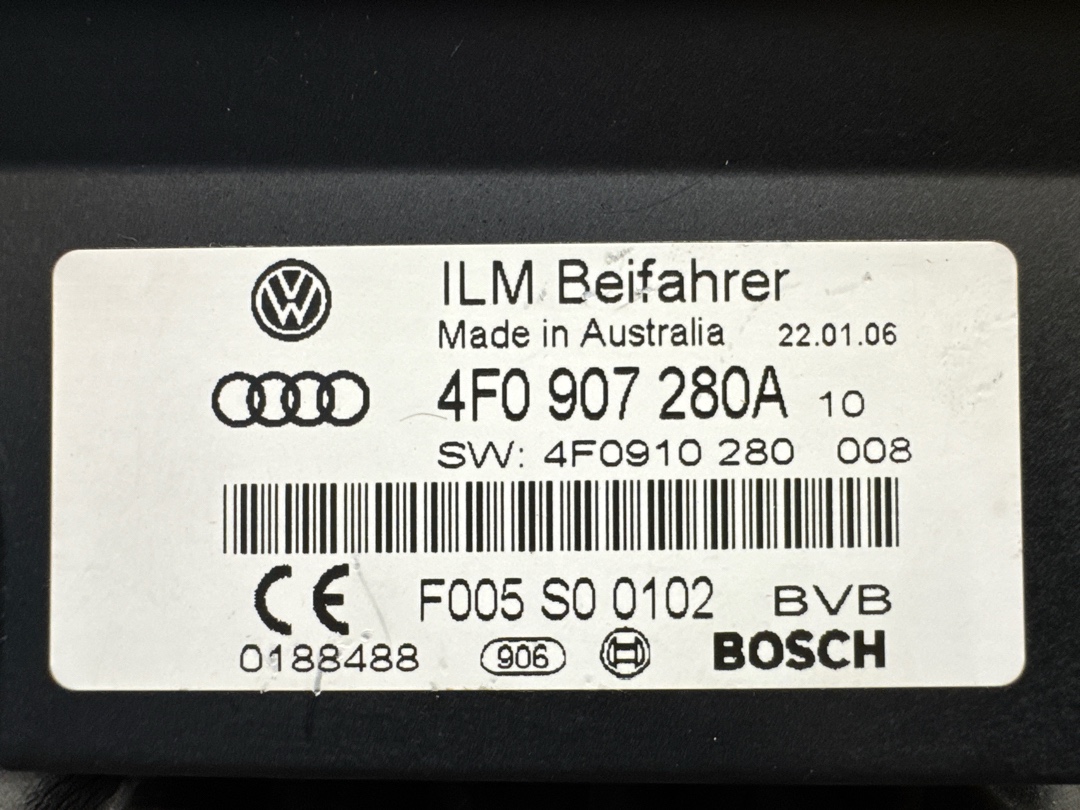 ILM Beifahrer
Made in Australia 22.01.06
4F0 907 280A 10
SW: 4F0910 280 008
CE F005 S0 0102 BVB
0188488 906 BOSCH